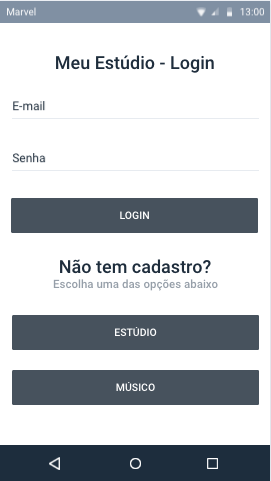 Marvel 13:00
Meu Estúdio - Login
E-mail
Senha
LOGIN
Não tem cadastro?
Escolha uma das opções abaixo
ESTÚDIO
MÚSICO